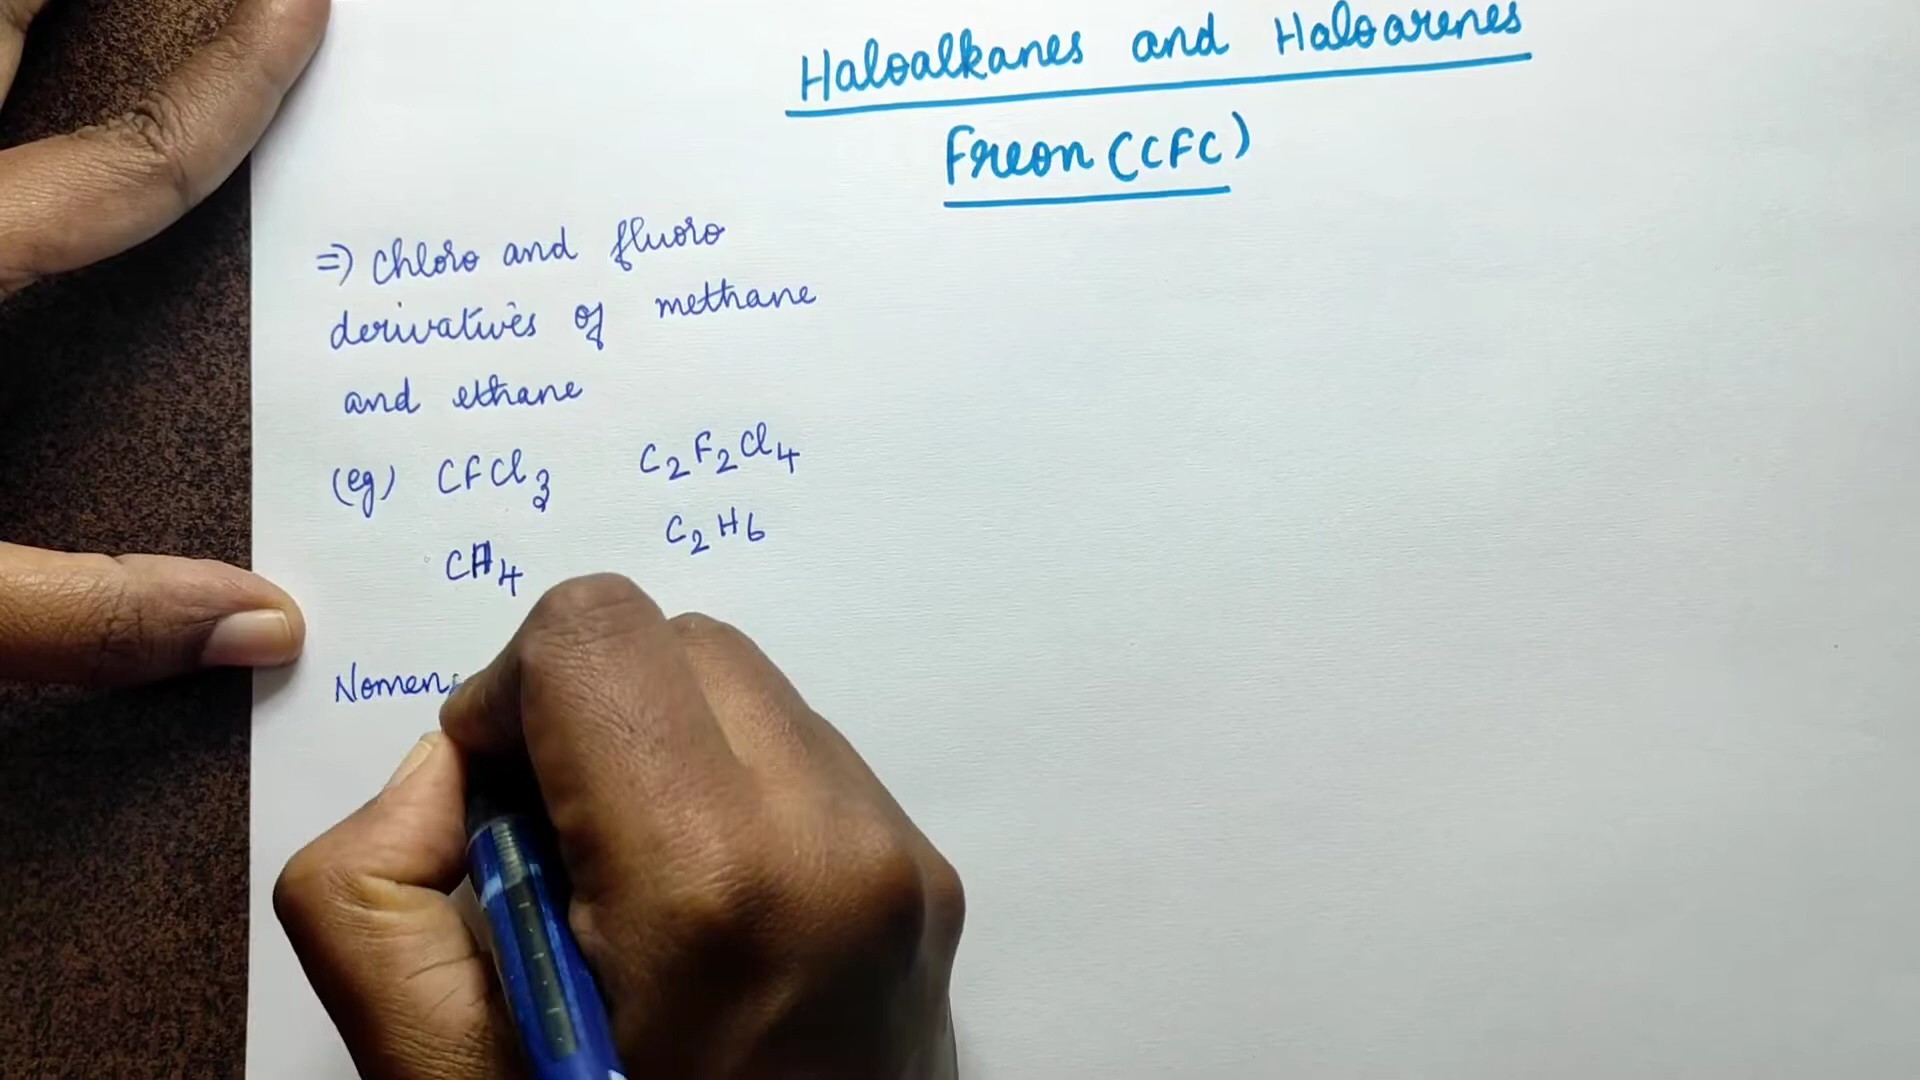 Haloalkanes and Haloarenes
Freon (CFC)
=> Chloro and fluoro
derivatives of methane
and ethane
(eg) CFCl3 C2F2Cl4
CH4 C2H6
Nomen